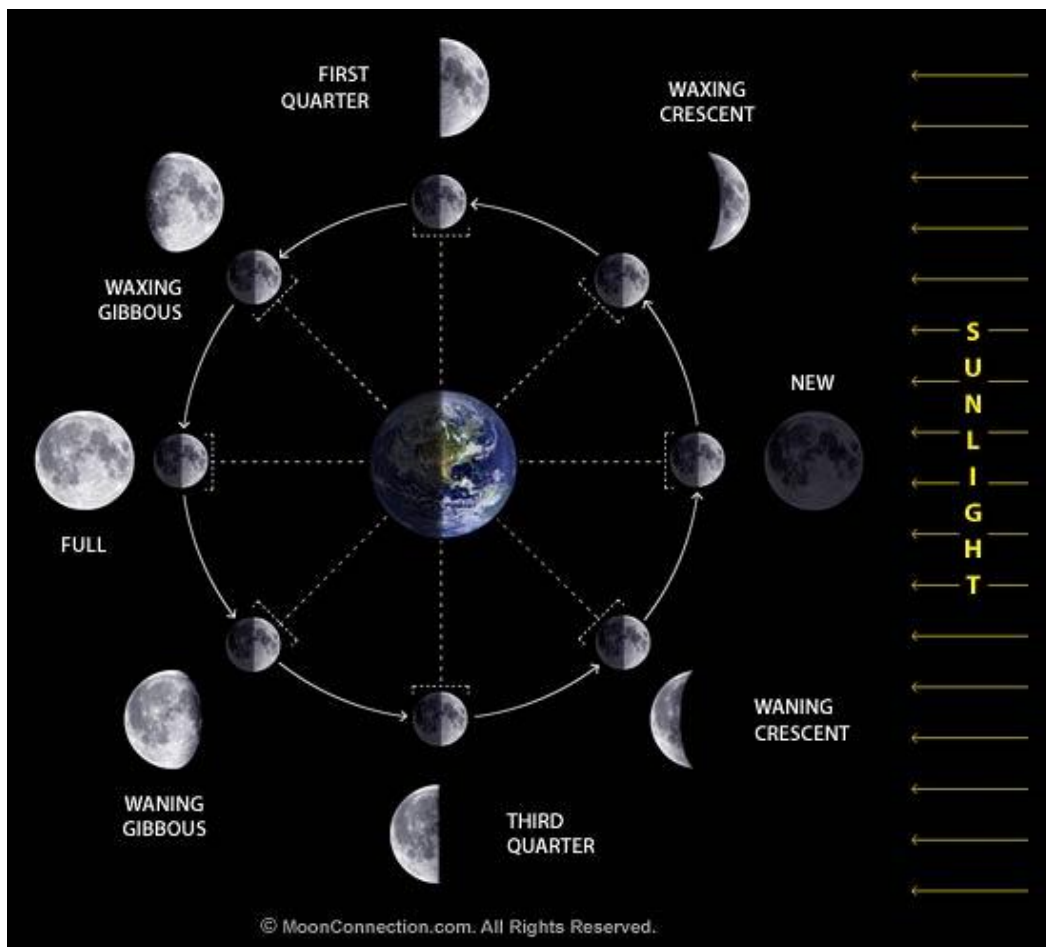 FIRST
QUARTER
WAXING
CRESCENT
WAXING
GIBBOUS
NEW
SUNLIGHT
FULL
WANING
GIBBOUS
THIRD
QUARTER
WANING
CRESCENT
© MoonConnection.com. All Rights Reserved.